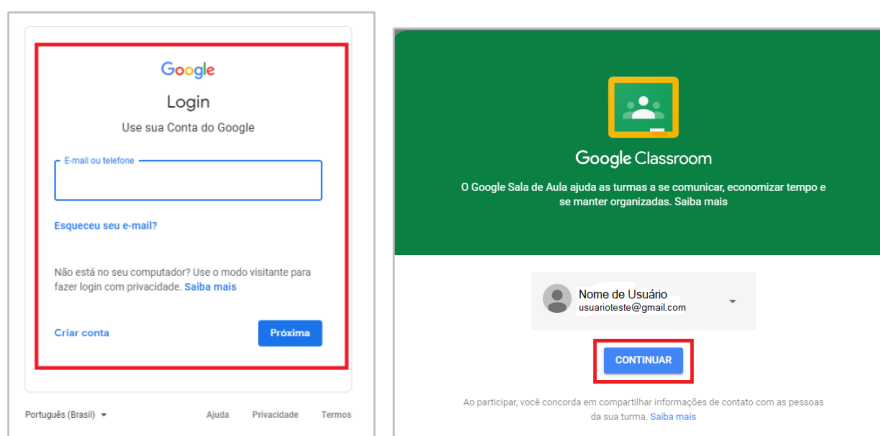 Google
Login
Use sua Conta do Google
E-mail ou telefone
Esqueceu seu e-mail?
Não está no seu computador? Use o modo visitante para
fazer login com privacidade. Saiba mais
Criar conta
Próxima
Português (Brasil)
Ajuda
Privacidade
Termos
Google Classroom
O Google Sala de Aula ajuda as turmas a se comunicar, economizar tempo e
se manter organizadas. Saiba mais
Nome de Usuário
usuarioteste@gmail.com
CONTINUAR
Ao participar, você concorda em compartilhar informações de contato com as pessoas
da sua turma. Saiba mais